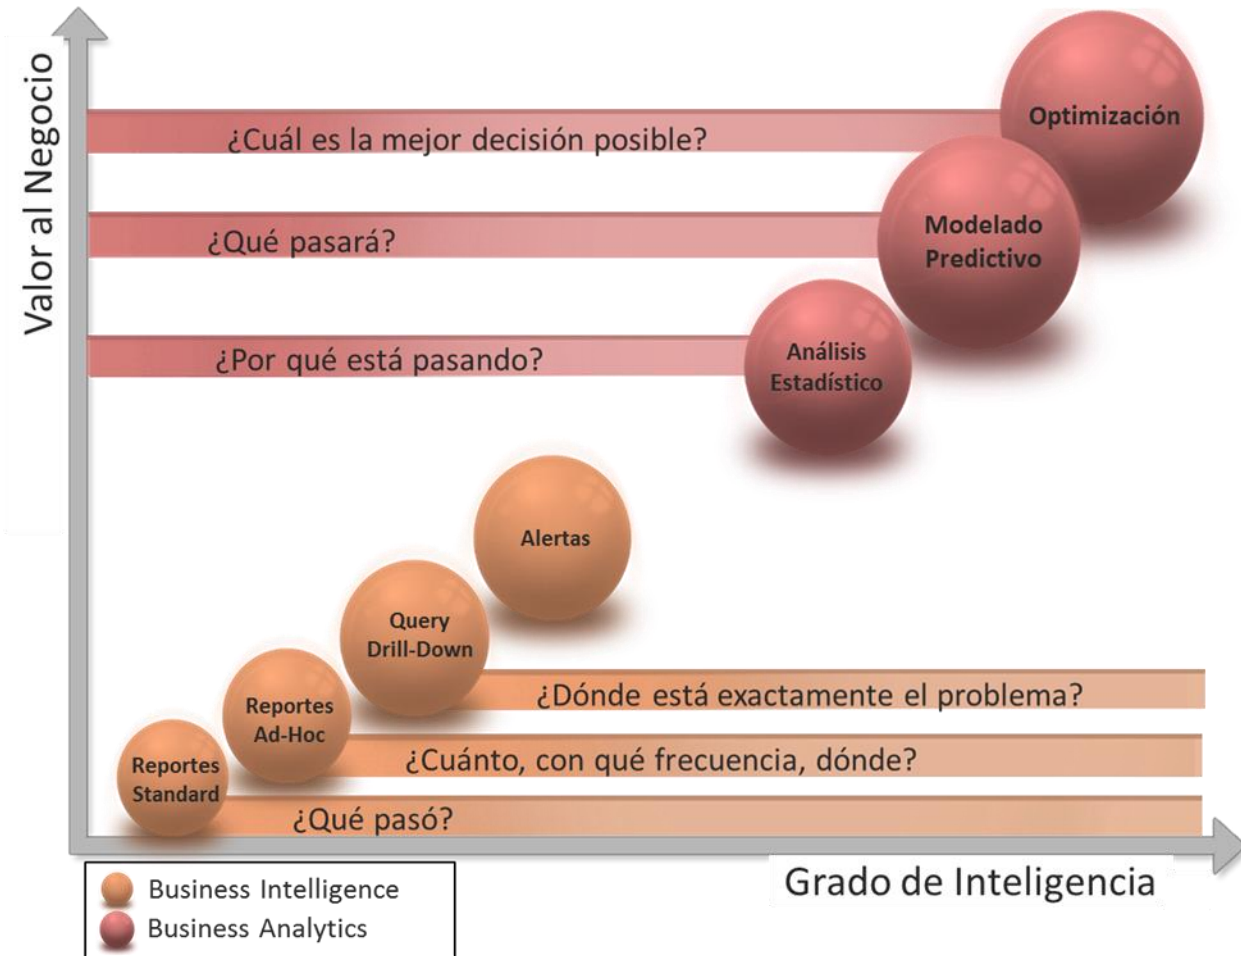 Valor al Negocio
¿Cuál es la mejor decisión posible?
Optimización
¿Qué pasará?
Modelado
Predictivo
¿Por qué está pasando?
Análisis
Estadístico
Alertas
Query
Drill-Down
¿Dónde está exactamente el problema?
Reportes
Ad-Hoc
¿Cuánto, con qué frecuencia, dónde?
Reportes
Standard
¿Qué pasó?
Grado de Inteligencia
Business Intelligence
Business Analytics